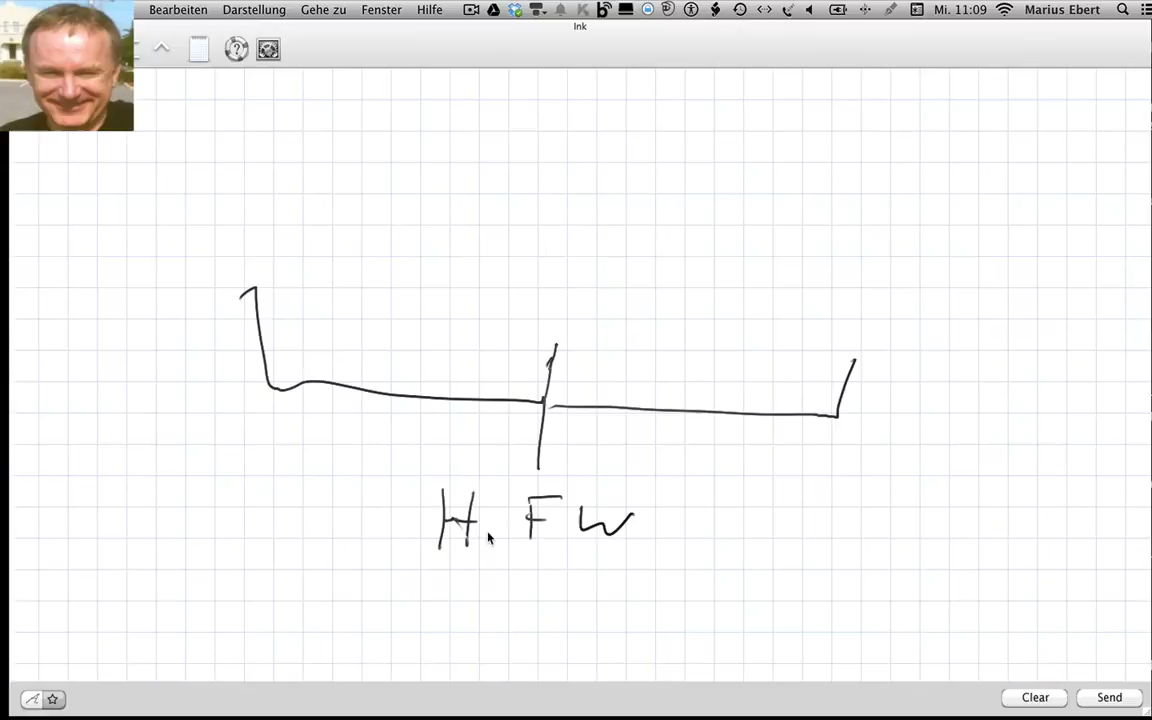 Bearbeiten Darstellung Gehe zu Fenster Hilfe Mi. 11:09 Marius Ebert
Ink
H. FW
Clear Send